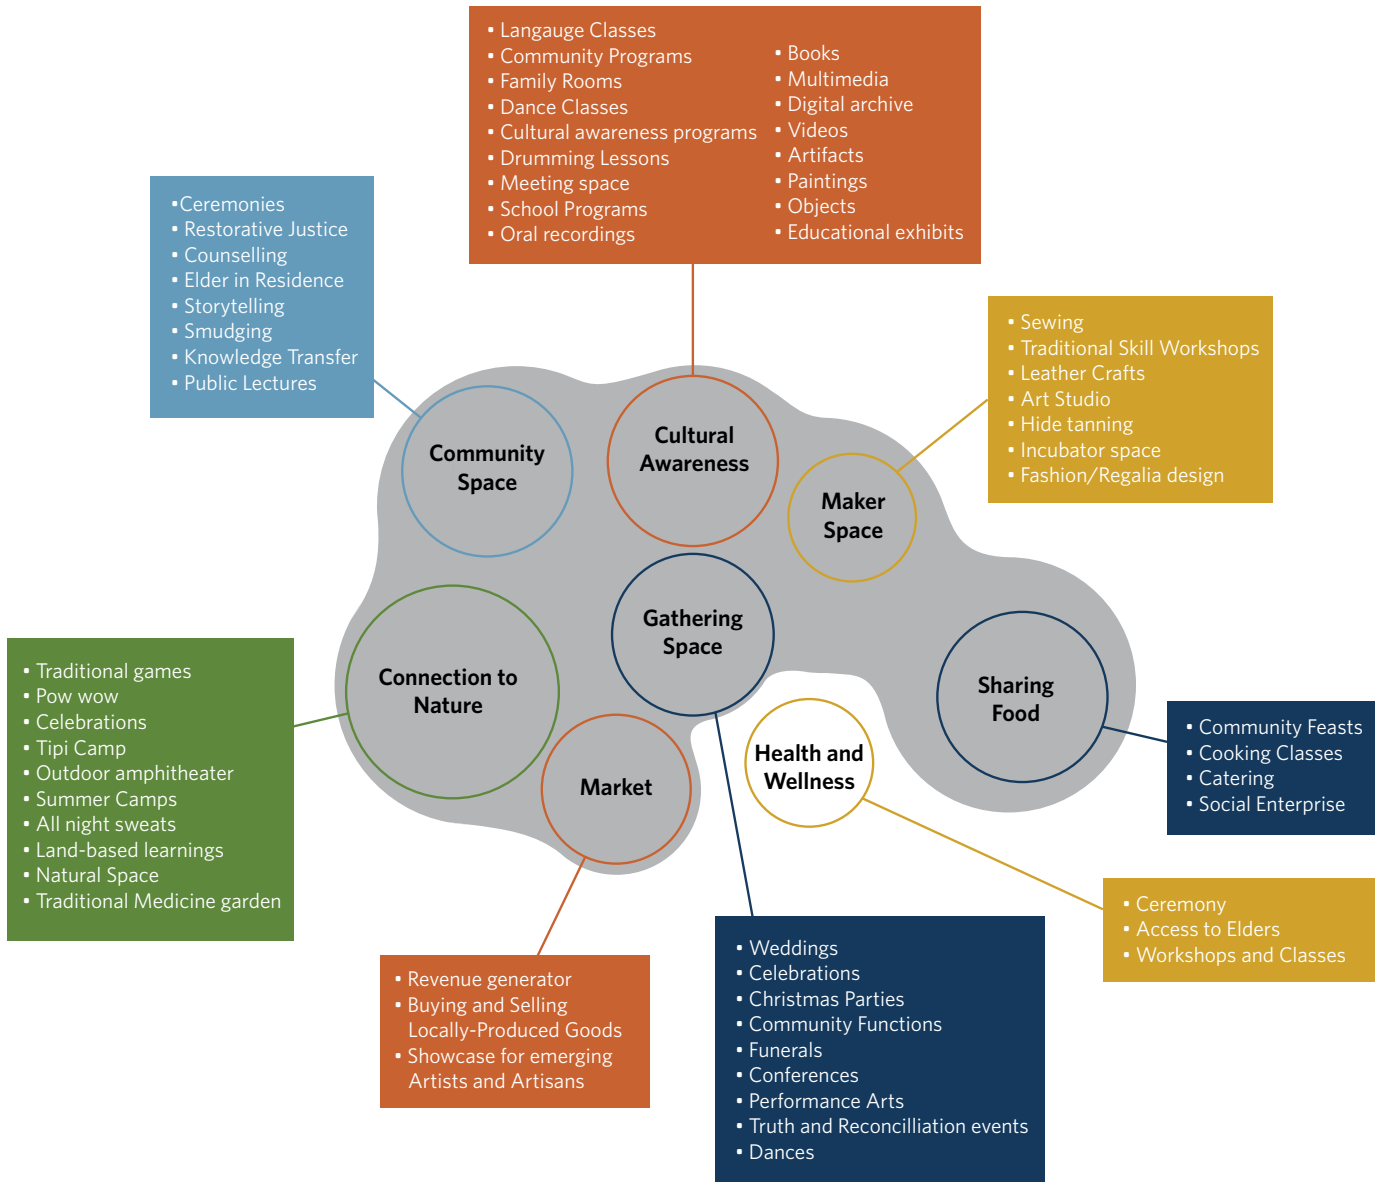 ▪ Langauge Classes
▪ Community Programs
▪ Family Rooms
▪ Dance Classes
▪ Cultural awareness programs
▪ Drumming Lessons
▪ Meeting space
▪ School Programs
▪ Oral recordings
▪ Books
▪ Multimedia
▪ Digital archive
▪ Videos
▪ Artifacts
▪ Paintings
▪ Objects
▪ Educational exhibits
▪Ceremonies
▪ Restorative Justice
▪ Counselling
▪ Elder in Residence
▪ Storytelling
▪ Smudging
▪ Knowledge Transfer
▪ Public Lectures
▪ Sewing
▪ Traditional Skill Workshops
▪ Leather Crafts
▪ Art Studio
▪ Hide tanning
▪ Incubator space
▪ Fashion/Regalia design
Community
Space
Cultural
Awareness
Maker
Space
Gathering
Space
Connection to
Nature
Sharing
Food
Health and
Wellness
Market
▪ Traditional games
▪ Pow wow
▪ Celebrations
▪ Tipi Camp
▪ Outdoor amphitheater
▪ Summer Camps
▪ All night sweats
▪ Land-based learnings
▪ Natural Space
▪ Traditional Medicine garden
▪ Community Feasts
▪ Cooking Classes
▪ Catering
▪ Social Enterprise
▪ Ceremony
▪ Access to Elders
▪ Workshops and Classes
▪ Revenue generator
▪ Buying and Selling
Locally-Produced Goods
▪ Showcase for emerging
Artists and Artisans
▪ Weddings
▪ Celebrations
▪ Christmas Parties
▪ Community Functions
▪ Funerals
▪ Conferences
▪ Performance Arts
▪ Truth and Reconcilliation events
▪ Dances